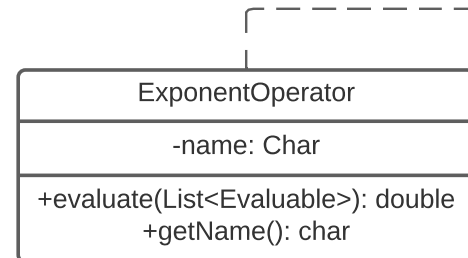 ExponentOperator
-name: Char
+evaluate(List<Evaluable>): double
+getName(): char